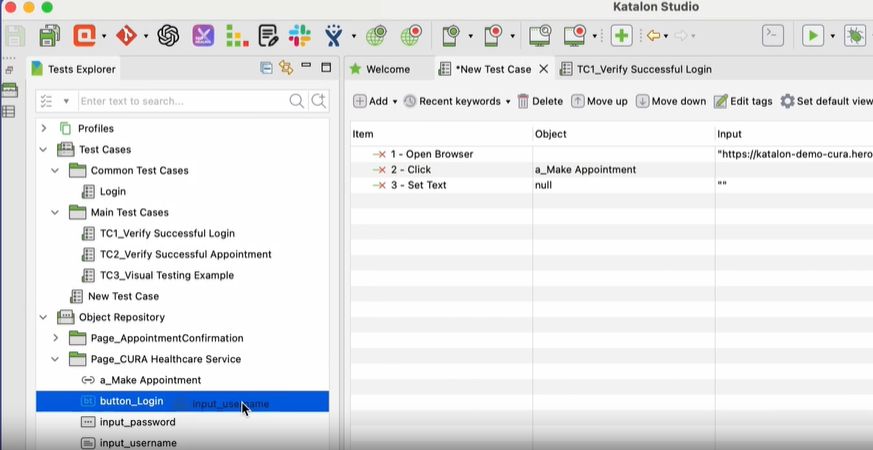 Katalon Studio
Tests Explorer
Welcome
*New Test Case
TC1_Verify Successful Login
Enter text to search...
Add
Recent keywords
Delete
Move up
Move down
Edit tags
Set default view
Item
Object
Input
Profiles
Test Cases
Common Test Cases
Login
Main Test Cases
TC1_Verify Successful Login
TC2_Verify Successful Appointment
TC3_Visual Testing Example
New Test Case
Object Repository
Page_AppointmentConfirmation
Page_CURA Healthcare Service
a_Make Appointment
bt button_Login
input_username
input_password
input_username
1 - Open Browser
"https://katalon-demo-cura.hero
2 - Click
a_Make Appointment
3 - Set Text
null
""